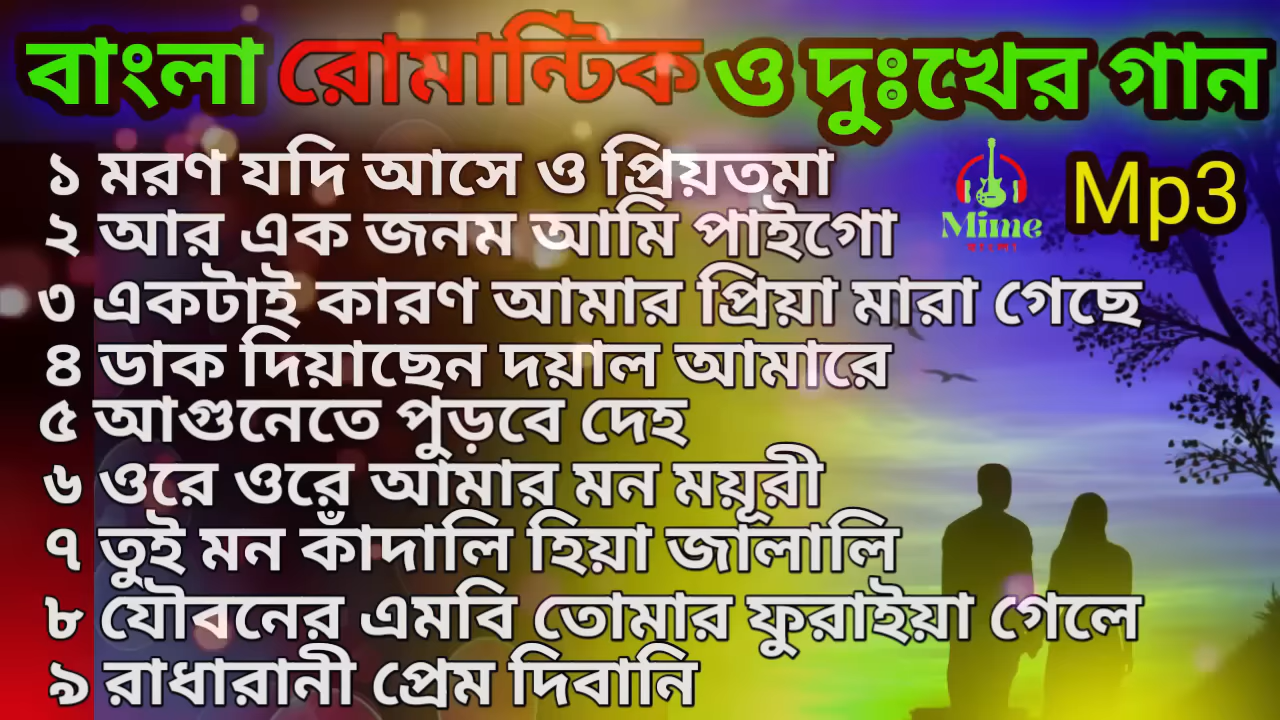 বাংলা রোমান্টিক ও দুঃখের গান
১ মরণ যদি আসে ও প্রিয়তমা
Mime
বাংলা
Mp3
২ আর এক জনম আমি পাইগো
৩ একটাই কারণ আমার প্রিয়া মারা গেছে
৪ ডাক দিয়াছেন দয়াল আমারে
৫ আগুনেতে পুড়বে দেহ
৬ ওরে ওরে আমার মন ময়ূরী
৭ তুই মন কাঁদালি হিয়া জালালি
৮ যৌবনের এমবি তোমার ফুরাইয়া গেলে
৯ রাধারানী প্রেম দিবানি